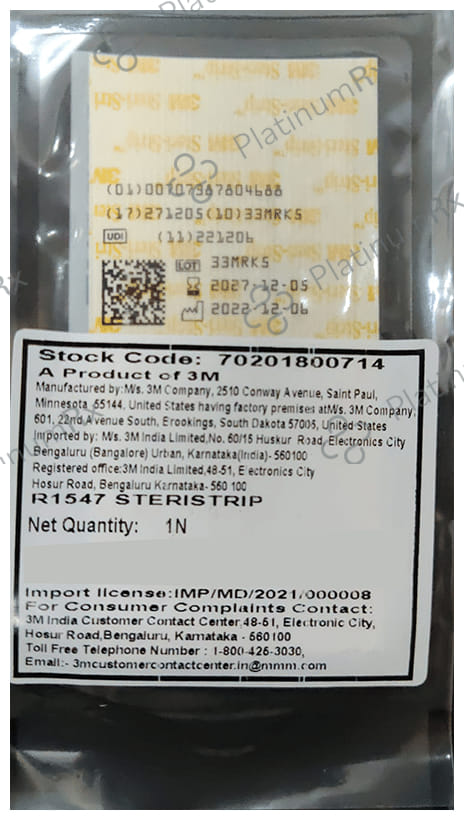 (01)00707387804688
(17)271205(10)33MRK5
UDI (11)221206
LOT 33MRK5
2027-12-05
2022-12-06
Stock Code: 70201800714
A Product of 3M
Manufactured by: M/s. 3M Company, 2510 Conway Avenue, Saint Paul,
Minnesota 55144, United States having factory premises at M/s. 3M Company,
601, 22nd Avenue South, Brookings, South Dakota 57005, United States
Imported by: M/s. 3M India Limited, No. 60/15 Huskur Road, Electronics City
Bengaluru (Bangalore) Urban, Karnataka(India)- 560100
Registered office:3M India Limited,48-51, Electronics City
Hosur Road, Bengaluru Karnataka- 560 100
R1547 STERISTRIP
Net Quantity: 1N
Import license:IMP/MD/2021/000008
For Consumer Complaints Contact:
3M India Customer Contact Center,48-51, Electronic City,
Hosur Road,Bengaluru, Karnataka - 560100
Toll Free Telephone Number : 1-800-425-3030,
Email:- 3mcustomercontactcenter.in@mmm.com
PlatinumRx